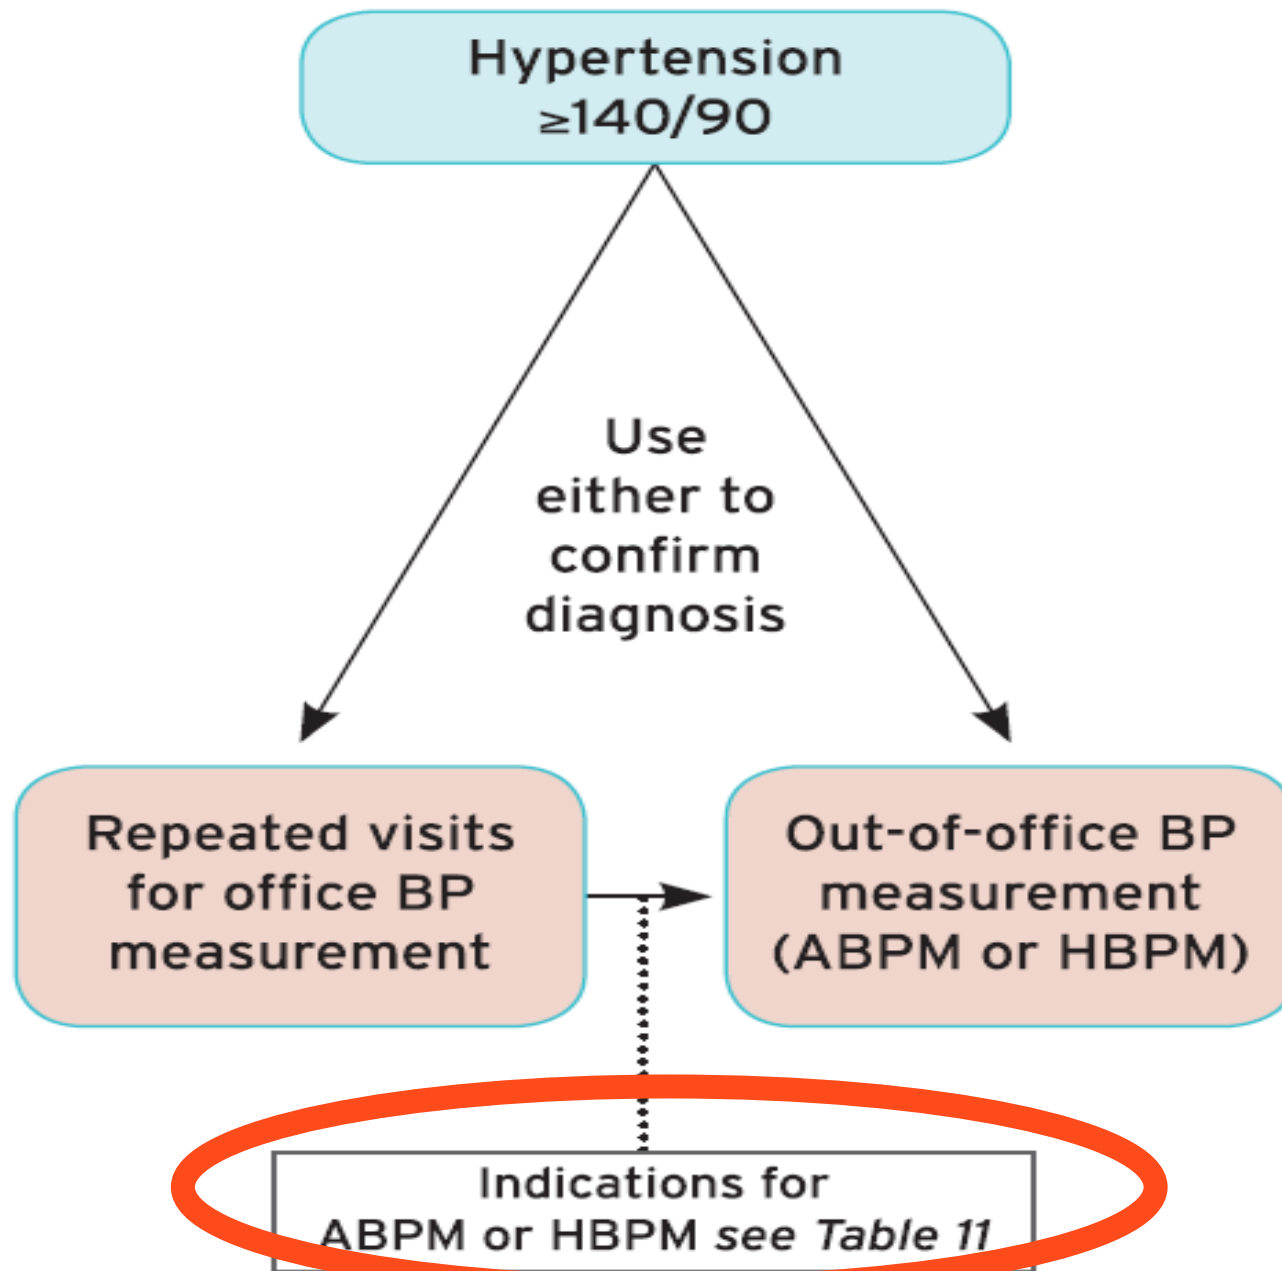 Hypertension
≥140/90
Use
either to
confirm
diagnosis
Repeated visits
for office BP
measurement
Out-of-office BP
measurement
(ABPM or HBPM)
Indications for
ABPM or HBPM see Table 11